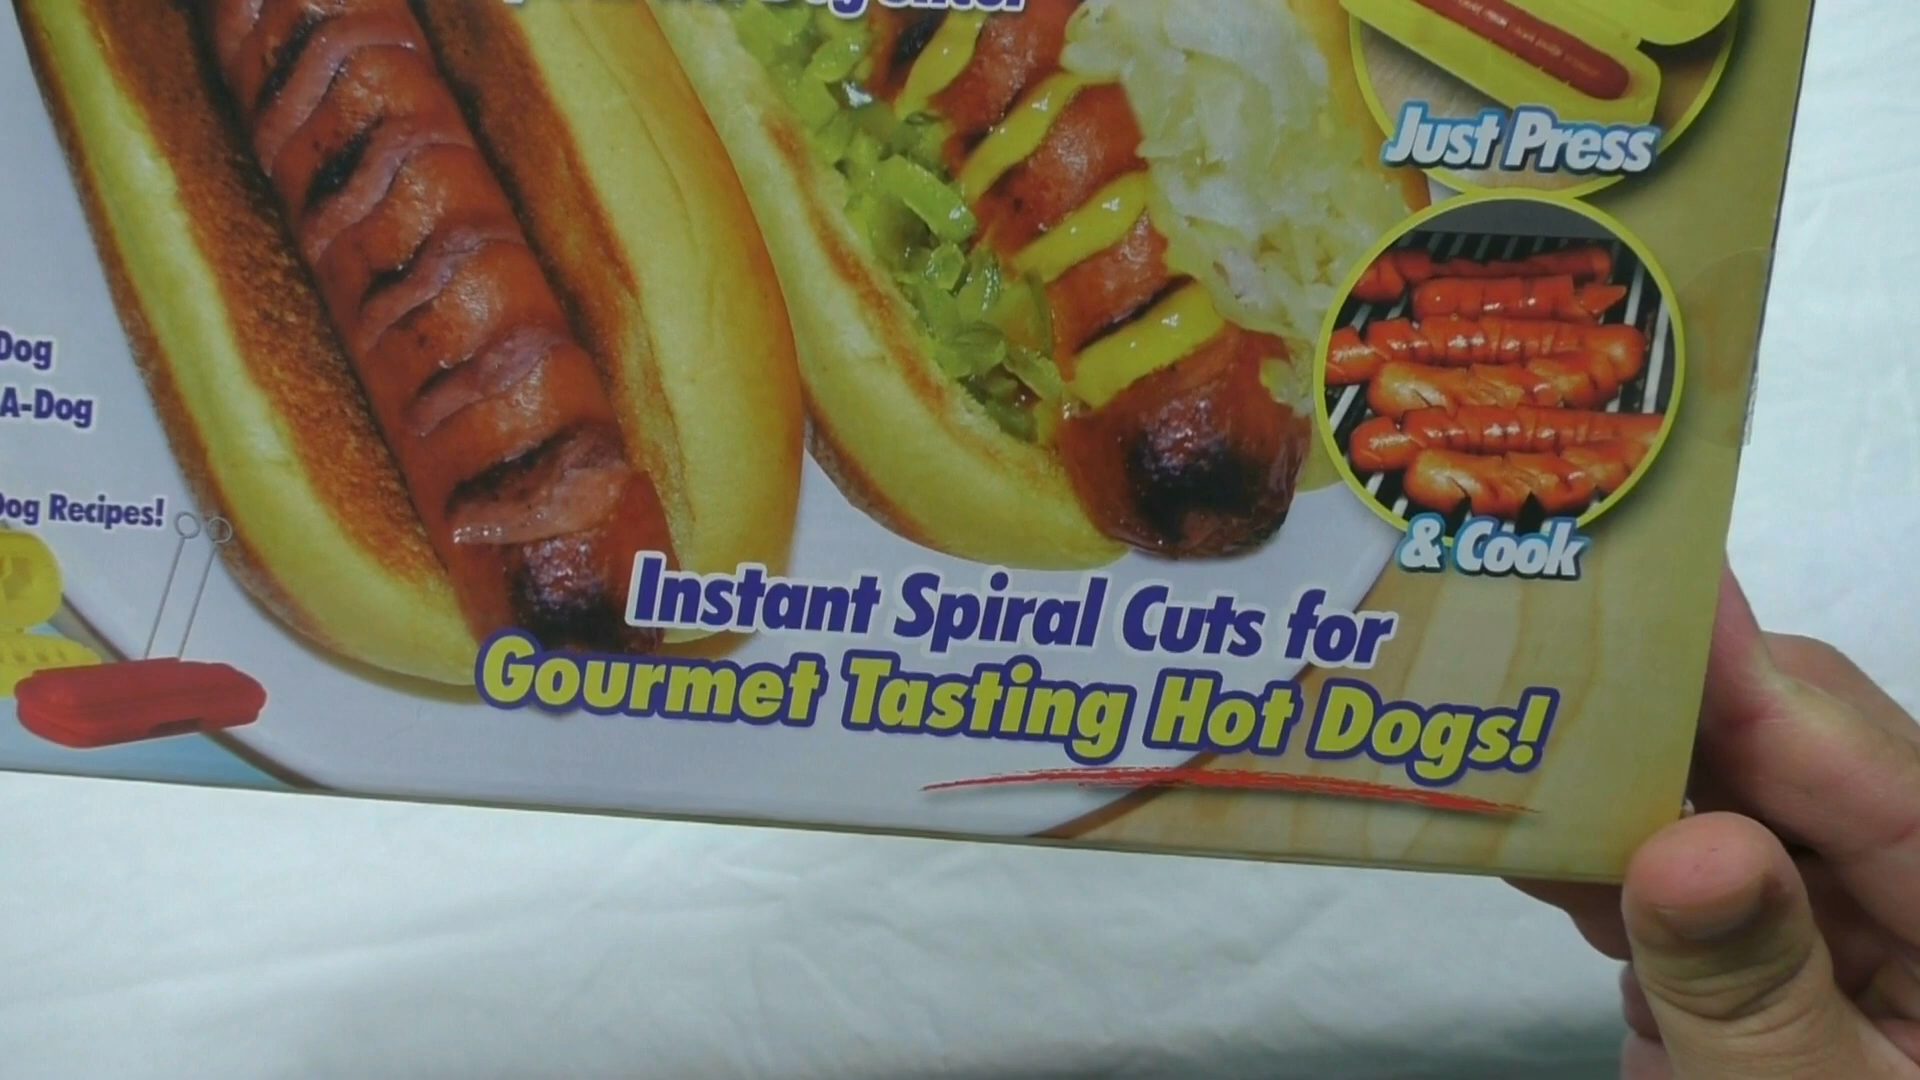 Just Press
Dog
A-Dog
Dog Recipes!
& Cook
Instant Spiral Cuts for
Gourmet Tasting Hot Dogs!